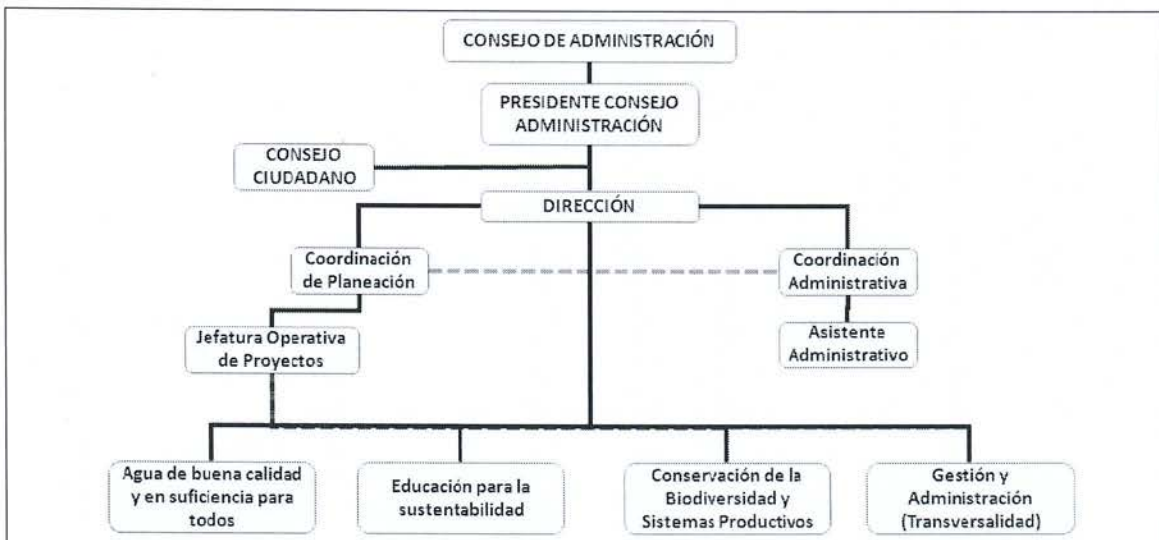 CONSEJO DE ADMINISTRACIÓN
PRESIDENTE CONSEJO
ADMINISTRACIÓN
CONSEJO
CIUDADANO
DIRECCIÓN
Coordinación
de Planeación
Coordinación
Administrativa
Jefatura Operativa
de Proyectos
Asistente
Administrativo
Agua de buena calidad
y en suficiencia para
todos
Educación para la
sustentabilidad
Conservación de la
Biodiversidad y
Sistemas Productivos
Gestión y
Administración
(Transversalidad)